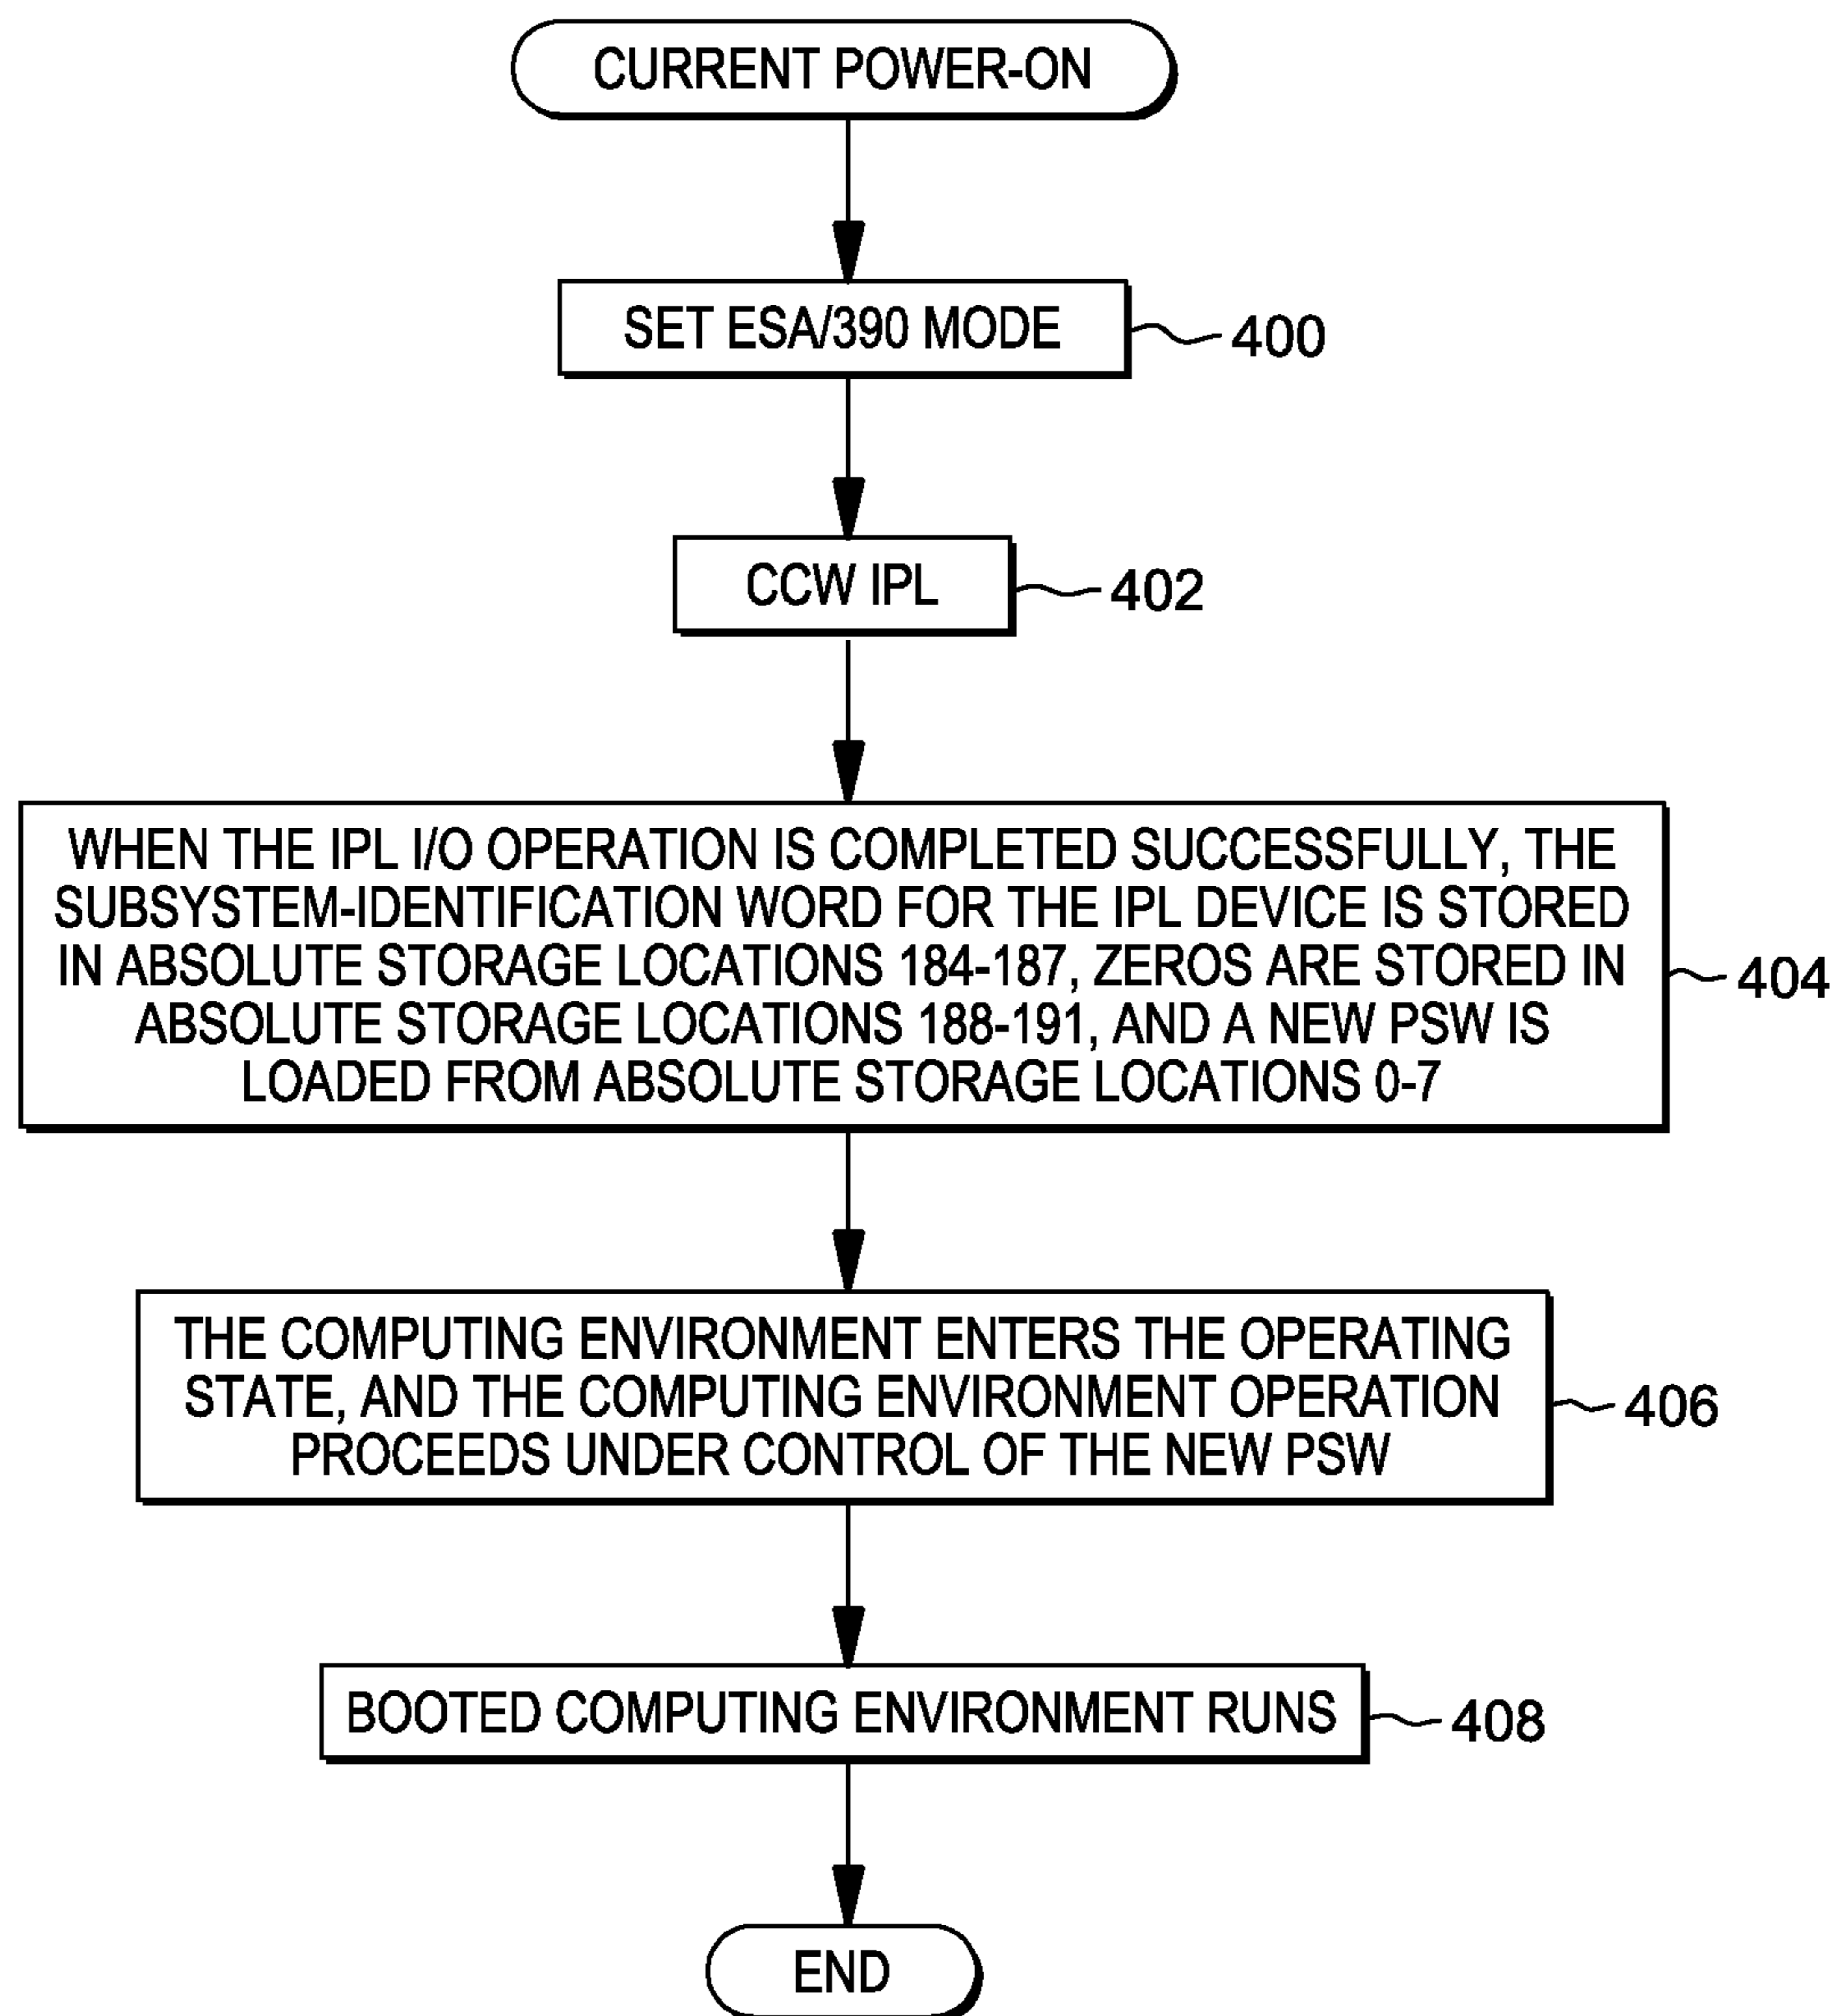 CURRENT POWER-ON
SET ESA/390 MODE
400
CCW IPL
402
WHEN THE IPL I/O OPERATION IS COMPLETED SUCCESSFULLY, THE
SUBSYSTEM-IDENTIFICATION WORD FOR THE IPL DEVICE IS STORED
IN ABSOLUTE STORAGE LOCATIONS 184-187, ZEROS ARE STORED IN
ABSOLUTE STORAGE LOCATIONS 188-191, AND A NEW PSW IS
LOADED FROM ABSOLUTE STORAGE LOCATIONS 0-7
404
THE COMPUTING ENVIRONMENT ENTERS THE OPERATING
STATE, AND THE COMPUTING ENVIRONMENT OPERATION
PROCEEDS UNDER CONTROL OF THE NEW PSW
406
BOOTED COMPUTING ENVIRONMENT RUNS
408
END